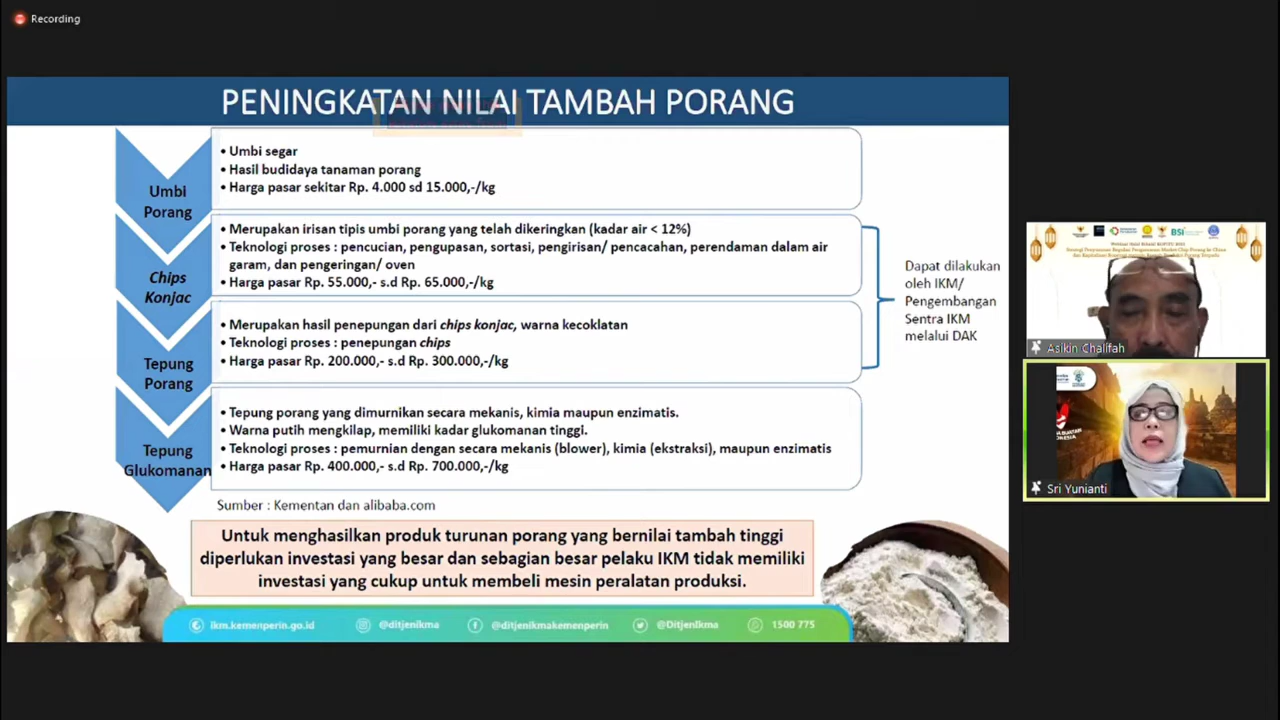 Recording
PENINGKATAN NILAI TAMBAH PORANG
Umbi
Porang
• Umbi segar
• Hasil budidaya tanaman porang
• Harga pasar sekitar Rp. 4.000 sd 15.000,-/kg
Chips
Konjac
• Merupakan irisan tipis umbi porang yang telah dikeringkan (kadar air < 12%)
• Teknologi proses : pencucian, pengupasan, sortasi, pengirisan/ pencacahan, perendaman dalam air
garam, dan pengeringan/ oven
• Harga pasar Rp. 55.000,- s.d Rp. 65.000,-/kg
Tepung
Porang
• Merupakan hasil penepungan dari chips konjac, warna kecoklatan
• Teknologi proses : penepungan chips
• Harga pasar Rp. 200.000,- s.d Rp. 300.000,-/kg
Dapat dilakukan
oleh IKM/
Pengembangan
Sentra IKM
melalui DAK
Tepung
Glukomanan
• Tepung porang yang dimurnikan secara mekanis, kimia maupun enzimatis.
• Warna putih mengkilap, memiliki kadar glukomanan tinggi.
• Teknologi proses : pemurnian dengan secara mekanis (blower), kimia (ekstraksi), maupun enzimatis
• Harga pasar Rp. 400.000,- s.d Rp. 700.000,-/kg
Sumber : Kementan dan alibaba.com
Untuk menghasilkan produk turunan porang yang bernilai tambah tinggi
diperlukan investasi yang besar dan sebagian besar pelaku IKM tidak memiliki
investasi yang cukup untuk membeli mesin peralatan produksi.
ikm.kemenperin.go.id
@ditjenikma
@ditjenikmakemenperin
@DitjenIkma
1500 775
BSI
Asikin Chalifah
Sri Yunianti